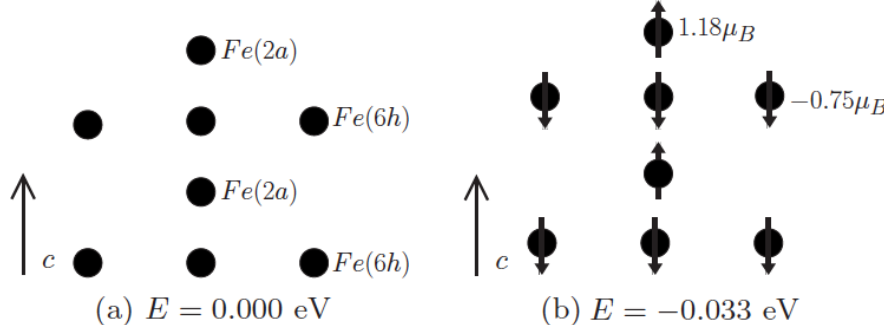 Fe(2a)
Fe(6h)
Fe(2a)
c
Fe(6h)
(a) E = 0.000 eV
1.18μB
−0.75μB
c
(b) E = −0.033 eV